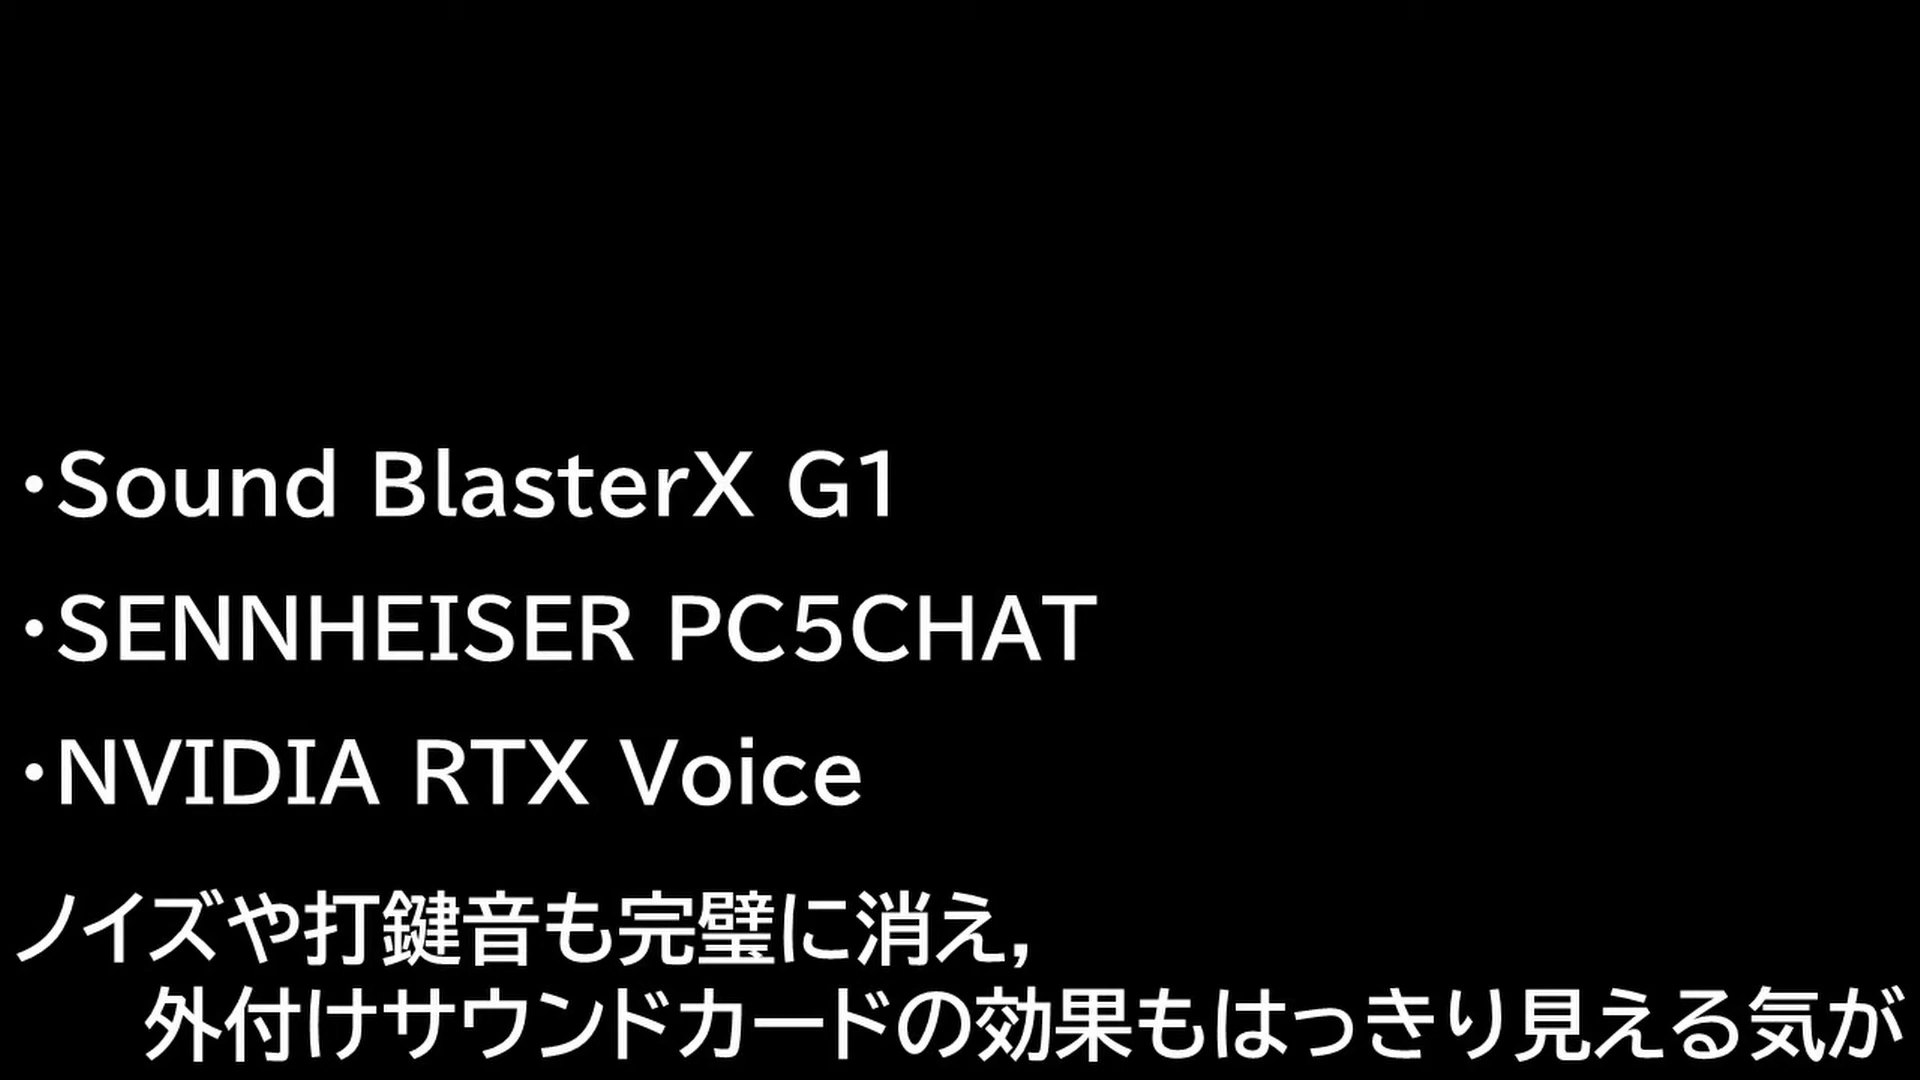 ・Sound BlasterX G1
・SENNHEISER PC5CHAT
・NVIDIA RTX Voice
ノイズや打鍵音も完璧に消え,
外付けサウンドカードの効果もはっきり見える気が